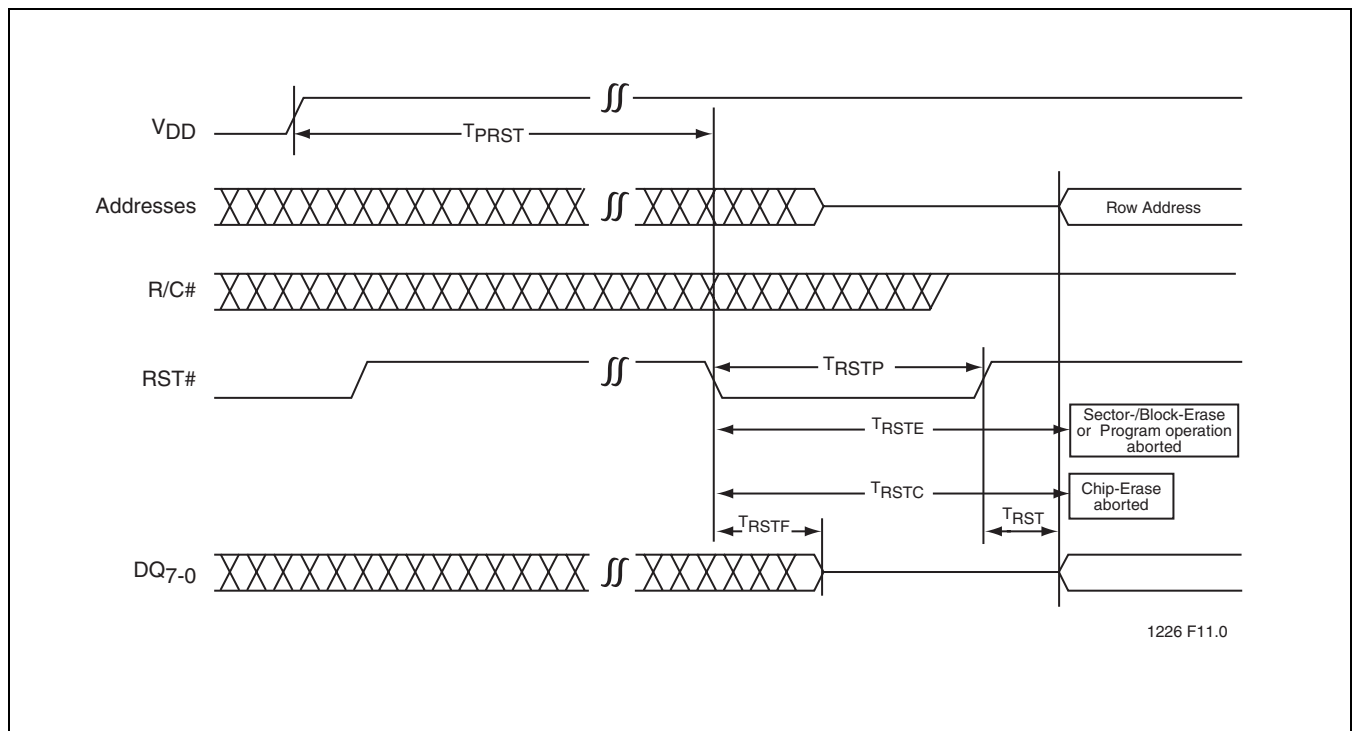 VDD
TPRST
Addresses
Row Address
R/C#
RST#
TRSTP
TRSTE
Sector-/Block-Erase
or Program operation
aborted
TRSTC
Chip-Erase
aborted
TRSTF
TRST
DQ7-0
1226 F11.0